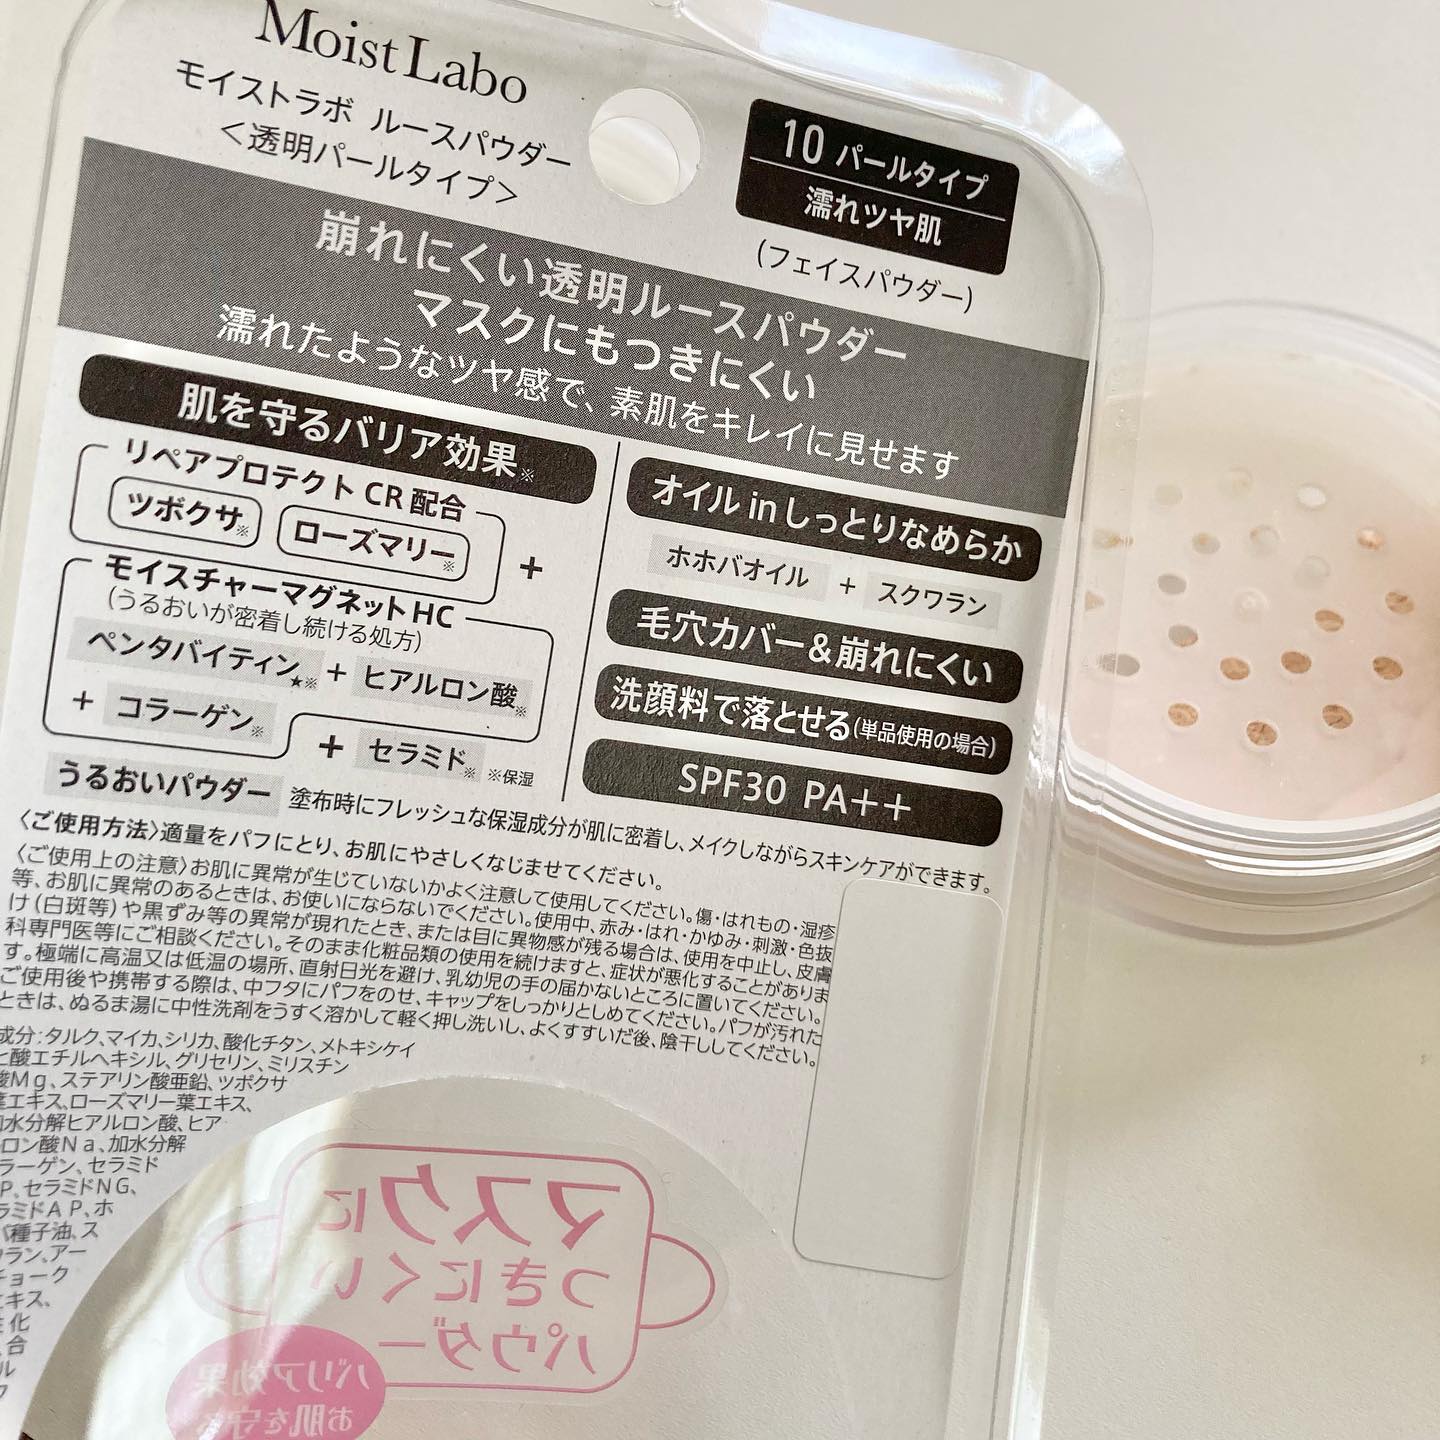 Moist Labo
モイストラボ ルースパウダー
＜透明パールタイプ＞
10 パールタイプ
濡れツヤ肌
(フェイスパウダー)
崩れにくい透明ルースパウダー
マスクにもつきにくい
濡れたようなツヤ感で、素肌をキレイに見せます
肌を守るバリア効果※
リペアプロテクト CR 配合
ツボクサ※ ローズマリー※ +
モイスチャーマグネット HC
(うるおいが密着し続ける処方)
ペンタバイティン★※ + ヒアルロン酸※
+ コラーゲン※ + セラミド※ ※保湿
オイル in しっとりなめらか
ホホバオイル + スクワラン
毛穴カバー＆崩れにくい
洗顔料で落とせる(単品使用の場合)
SPF30 PA++
うるおいパウダー 塗布時にフレッシュな保湿成分が肌に密着し、メイクしながらスキンケアができます。
〈ご使用方法〉適量をパフにとり、お肌にやさしくなじませてください。
〈ご使用上の注意〉お肌に異常が生じていないかよく注意して使用してください。傷・はれもの・湿疹
等、お肌に異常のあるときは、お使いにならないでください。使用中、赤み・はれ・かゆみ・刺激・色抜
け(白斑等)や黒ずみ等の異常が現れたとき、または目に異物感が残る場合は、使用を中止し、皮膚
科専門医等にご相談ください。そのまま化粧品類の使用を続けますと、症状が悪化することがありま
す。極端に高温又は低温の場所、直射日光を避け、乳幼児の手の届かないところに置いてください。
ご使用後や携帯する際は、中フタにパフをのせ、キャップをしっかりとしめてください。パフが汚れた
ときは、ぬるま湯に中性洗剤をうすく溶かして軽く押し洗いし、よくすすいだ後、陰干ししてください。
成分：タルク、マイカ、シリカ、酸化チタン、メトキシケイ
ヒ酸エチルヘキシル、グリセリン、ミリスチン
酸Mg、ステアリン酸亜鉛、ツボクサ
葉エキス、ローズマリー葉エキス、
加水分解ヒアルロン酸、ヒア
ルロン酸Na、加水分解
ラーゲン、セラミド
P、セラミドNG、
ラミドAP、ホ
バ種子油、ス
ワラン、アー
チョーク
エキス、
化
合
ル
マスクに
つきにくい
パウダー
バリア効果
お肌を守る